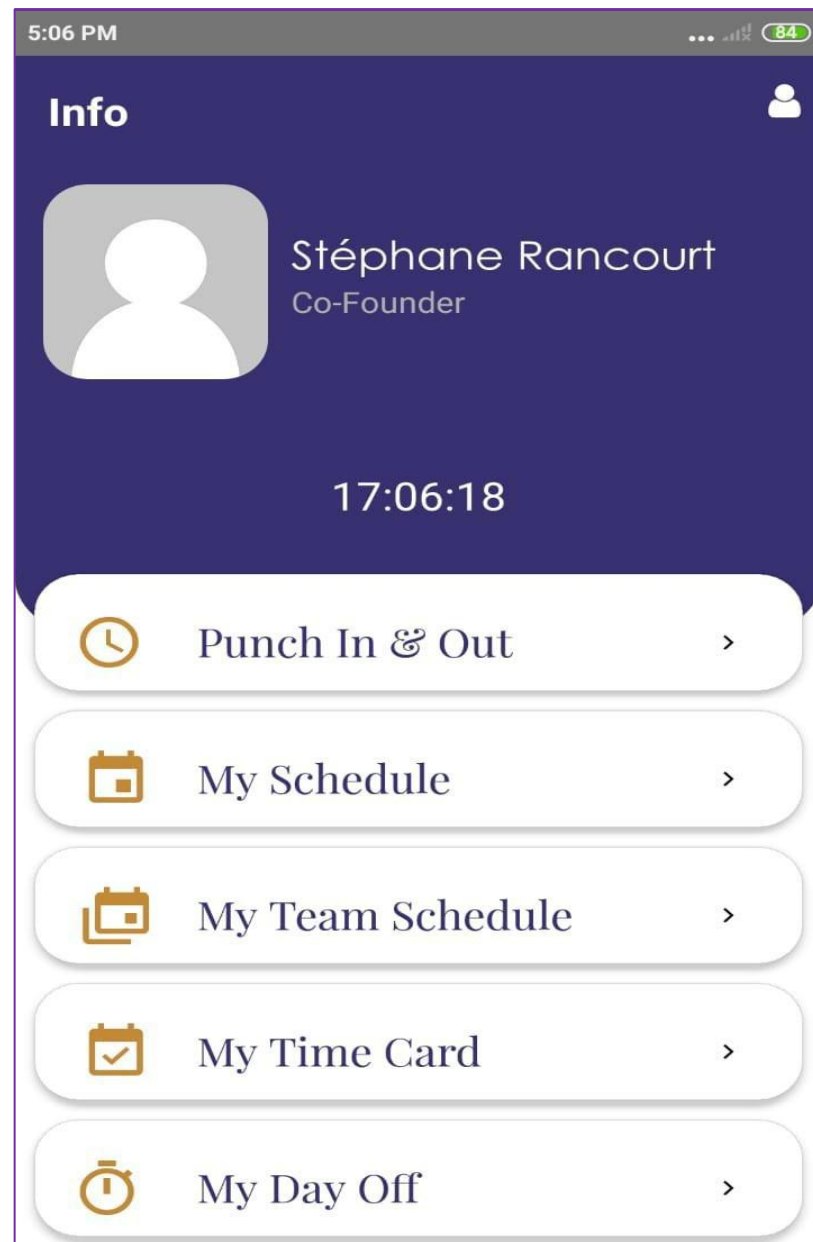 5:06 PM 84
Info
Stéphane Rancourt
Co-Founder
17:06:18
Punch In & Out
My Schedule
My Team Schedule
My Time Card
My Day Off